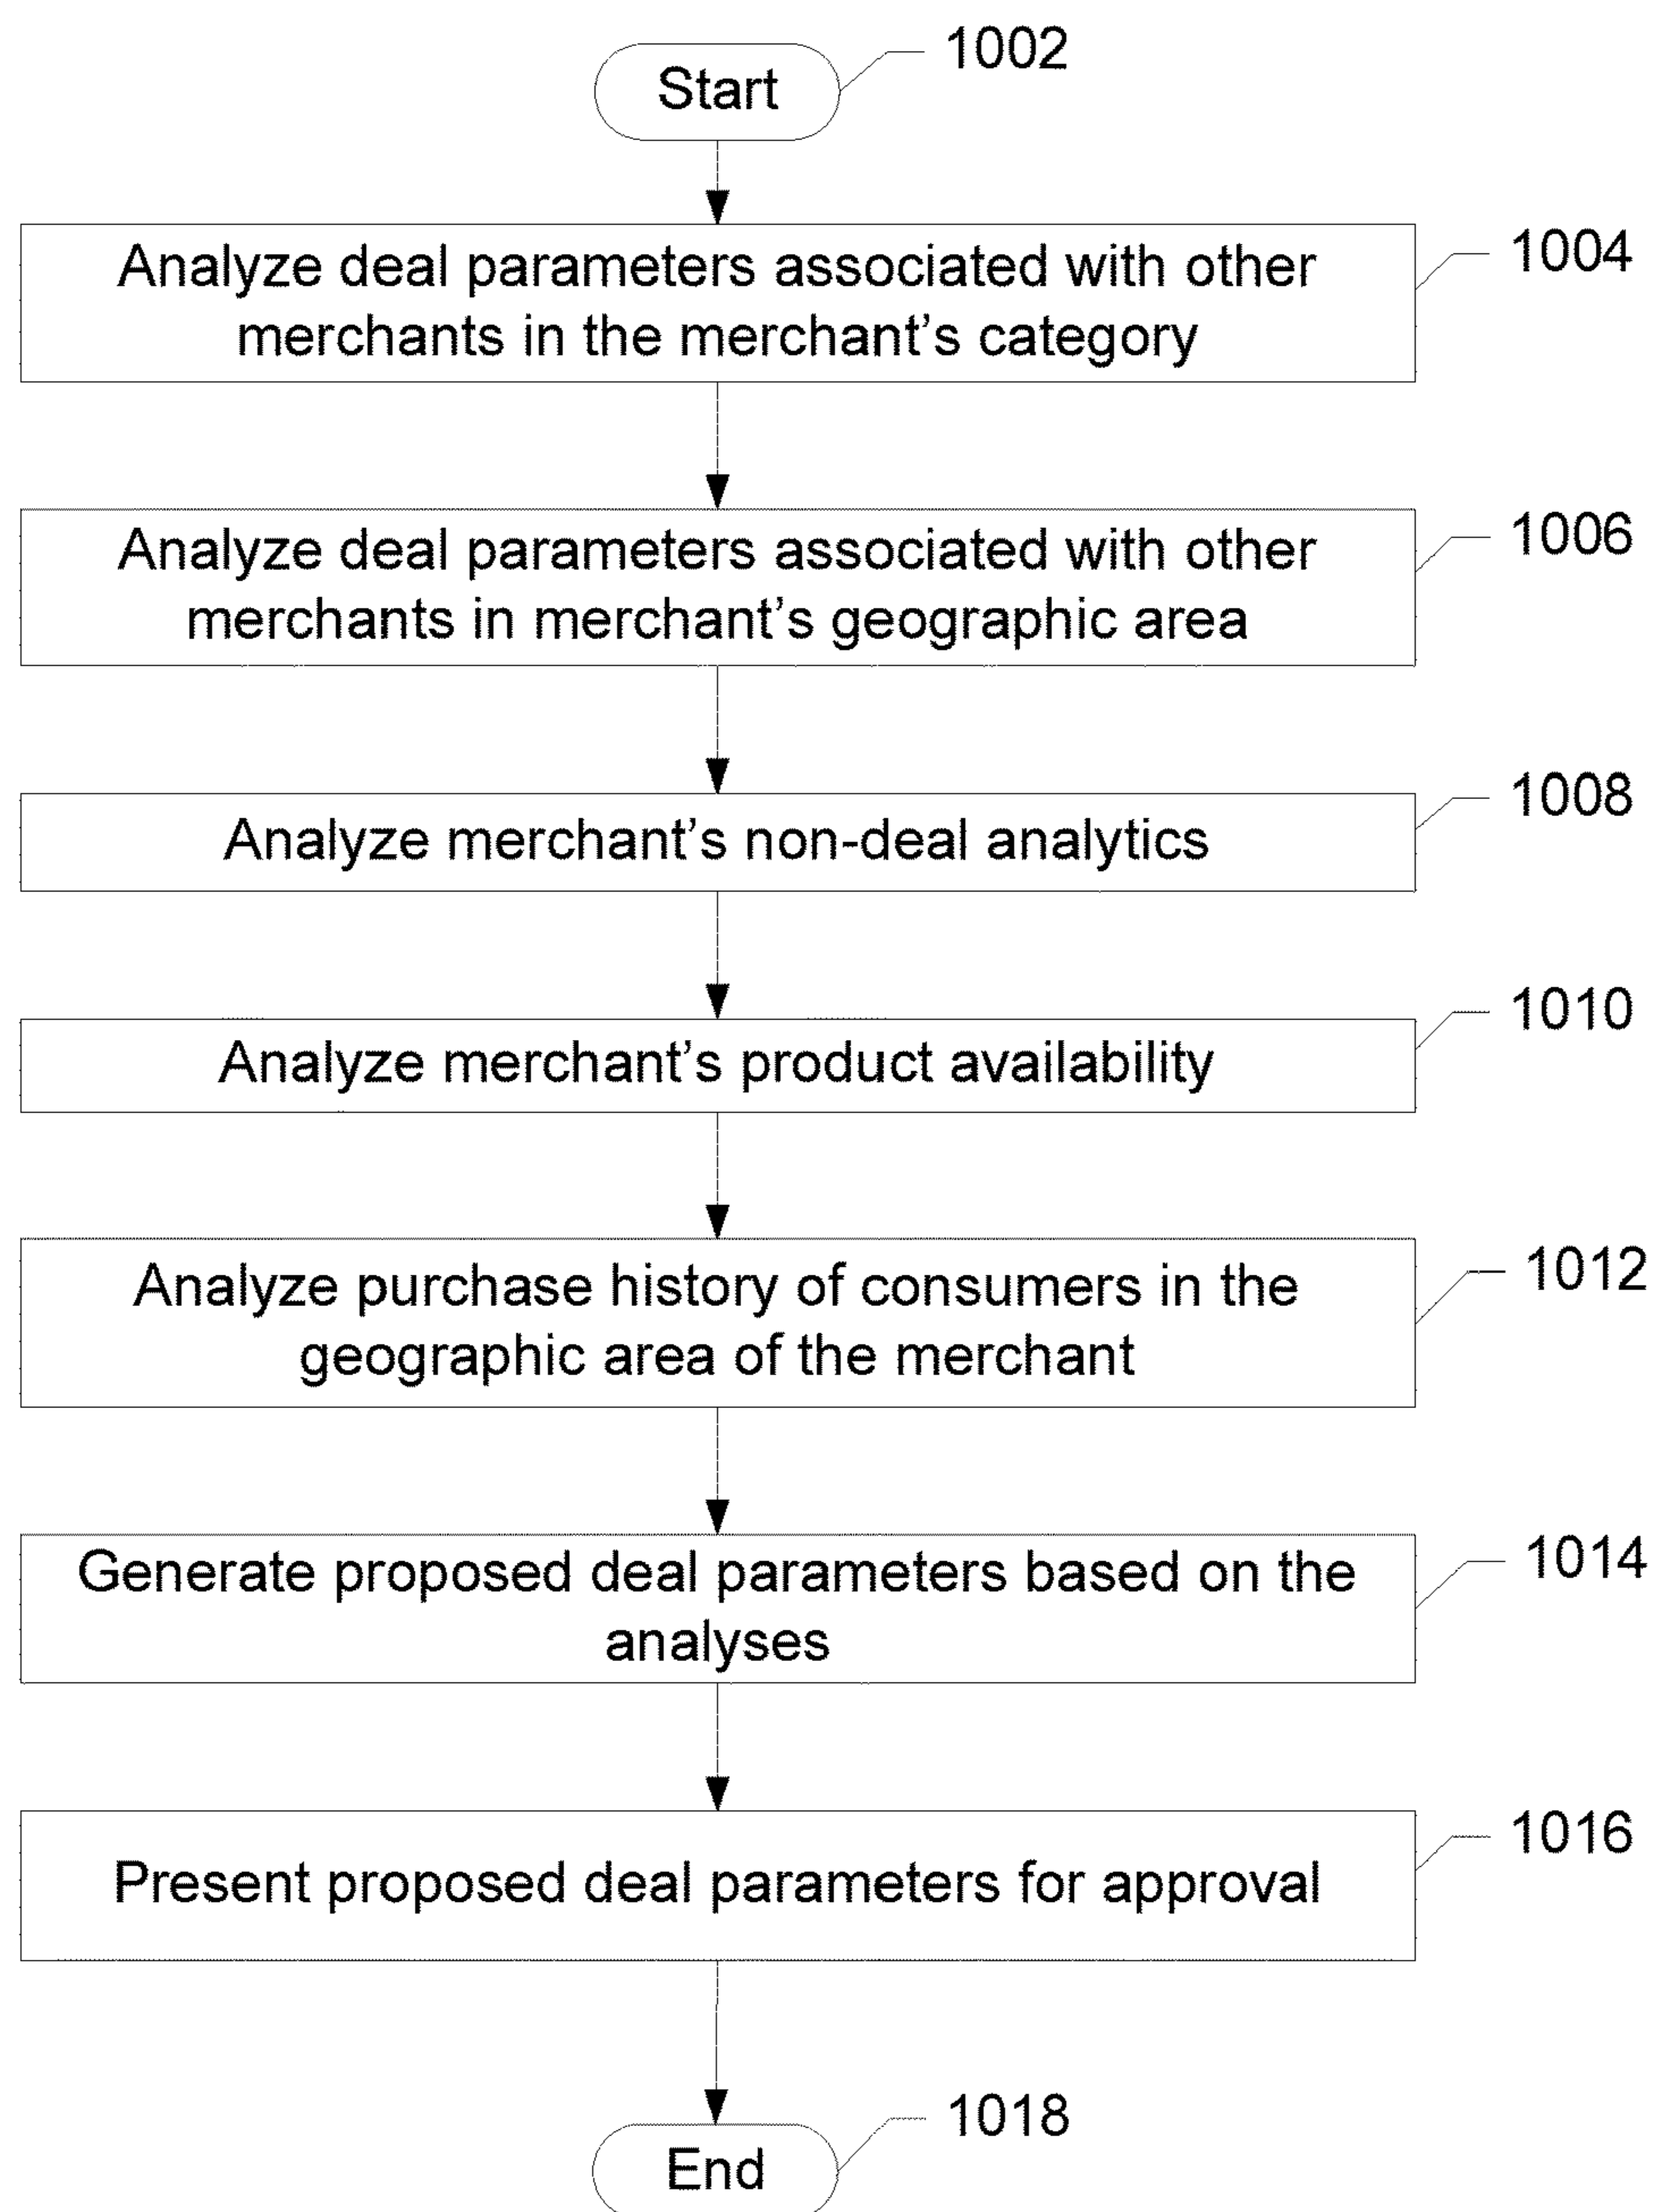 Start
1002
Analyze deal parameters associated with other
merchants in the merchant's category
1004
Analyze deal parameters associated with other
merchants in merchant's geographic area
1006
Analyze merchant's non-deal analytics
1008
Analyze merchant's product availability
1010
Analyze purchase history of consumers in the
geographic area of the merchant
1012
Generate proposed deal parameters based on the
analyses
1014
Present proposed deal parameters for approval
1016
End
1018